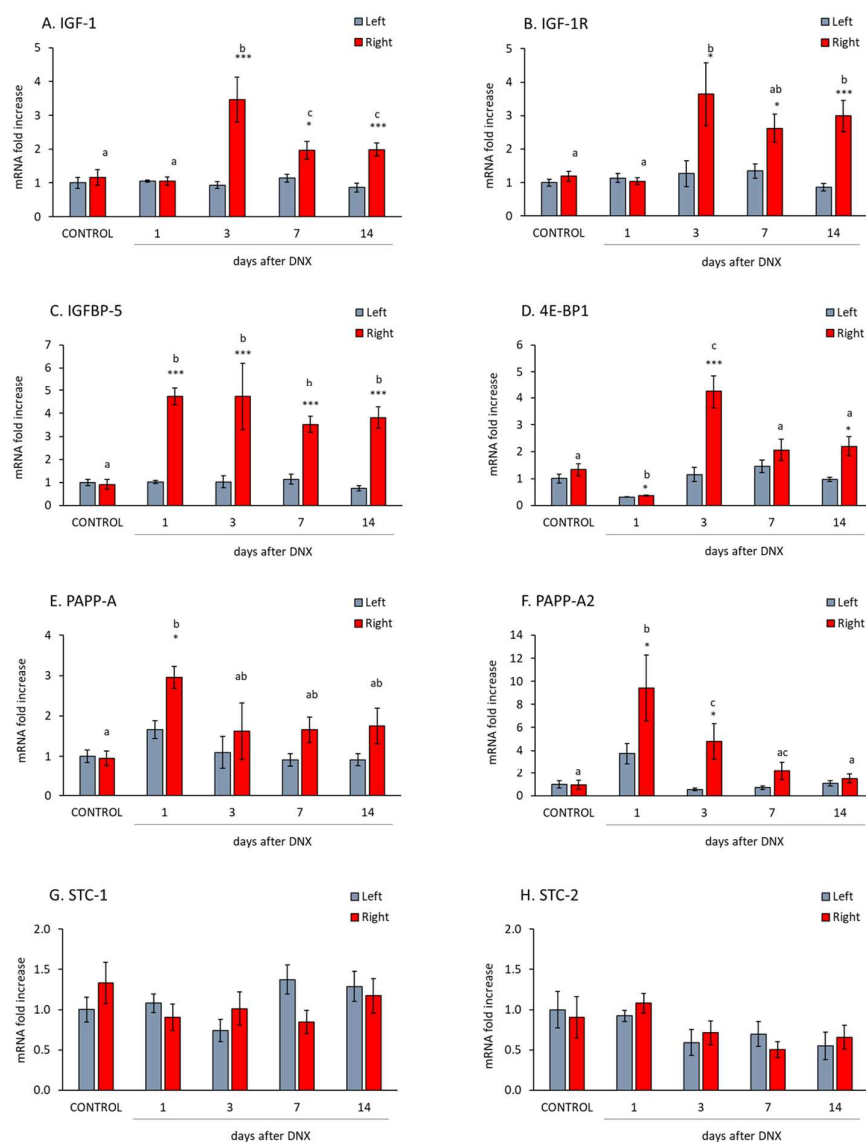 A. IGF-1
Left
Right
mRNA fold increase
5
4
3
2
1
0
a
a
b
***
c
*
c
***
CONTROL 1 3 7 14
days after DNX
B. IGF-1R
Left
Right
mRNA fold increase
5
4
3
2
1
0
a
a
b
*
ab
*
b
***
CONTROL 1 3 7 14
days after DNX
C. IGFBP-5
Left
Right
mRNA fold increase
7
6
5
4
3
2
1
0
a
b
***
b
***
b
***
b
***
CONTROL 1 3 7 14
days after DNX
D. 4E-BP1
Left
Right
mRNA fold increase
6
5
4
3
2
1
0
a
b
*
c
***
a
a
*
CONTROL 1 3 7 14
days after DNX
E. PAPP-A
Left
Right
mRNA fold increase
4
3
2
1
0
a
b
*
ab
ab
ab
CONTROL 1 3 7 14
days after DNX
F. PAPP-A2
Left
Right
mRNA fold increase
14
12
10
8
6
4
2
0
a
b
*
c
*
ac
a
CONTROL 1 3 7 14
days after DNX
G. STC-1
Left
Right
mRNA fold increase
2.0
1.5
1.0
0.5
0.0
CONTROL 1 3 7 14
days after DNX
H. STC-2
Left
Right
mRNA fold increase
2.0
1.5
1.0
0.5
0.0
CONTROL 1 3 7 14
days after DNX